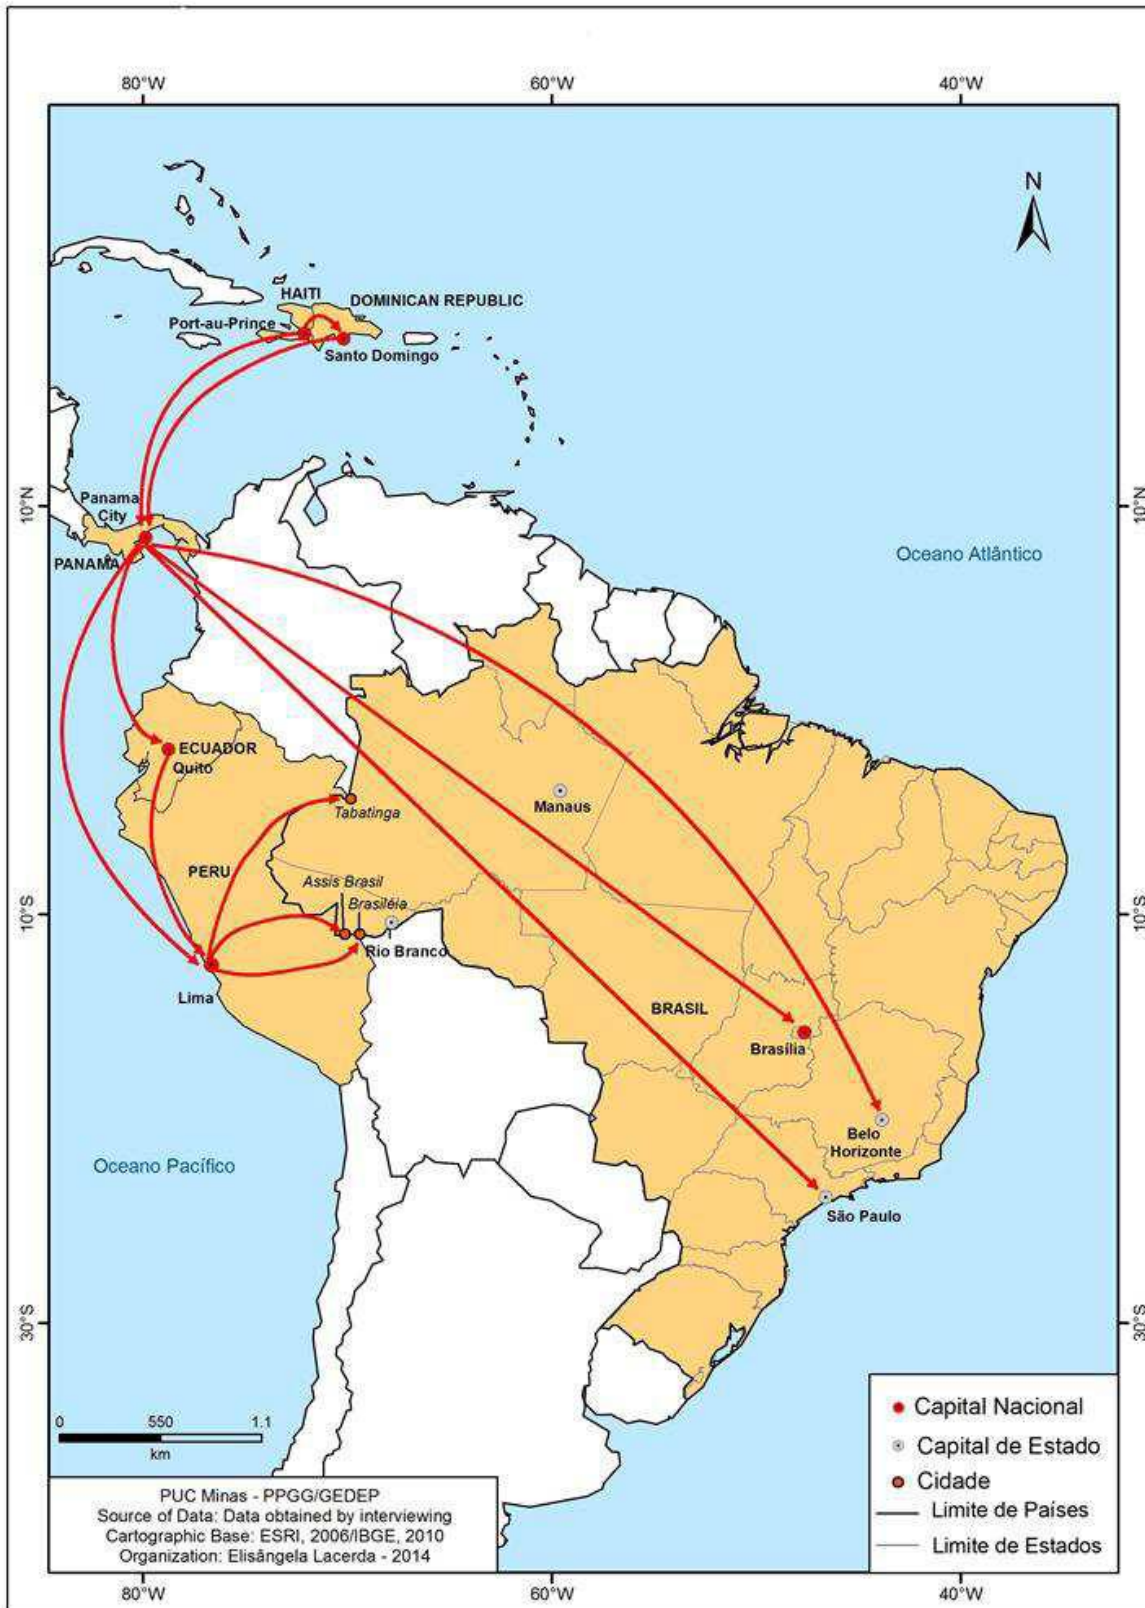 80°W 60°W 40°W
N
HAITI
DOMINICAN REPUBLIC
Port-au-Prince
Santo Domingo
Panama
City
10°N
10°N
PANAMA
Oceano Atlântico
ECUADOR
Quito
Manaus
Tabatinga
PERU
Assis Brasil
Brasiléia
10°S
10°S
Rio Branco
Lima
BRASIL
Brasília
Belo
Horizonte
Oceano Pacífico
São Paulo
30°S
30°S
0 550 1.1
km
Capital Nacional
Capital de Estado
Cidade
Limite de Países
Limite de Estados
PUC Minas - PPGG/GEDEP
Source of Data: Data obtained by interviewing
Cartographic Base: ESRI, 2006/IBGE, 2010
Organization: Elisângela Lacerda - 2014
80°W 60°W 40°W